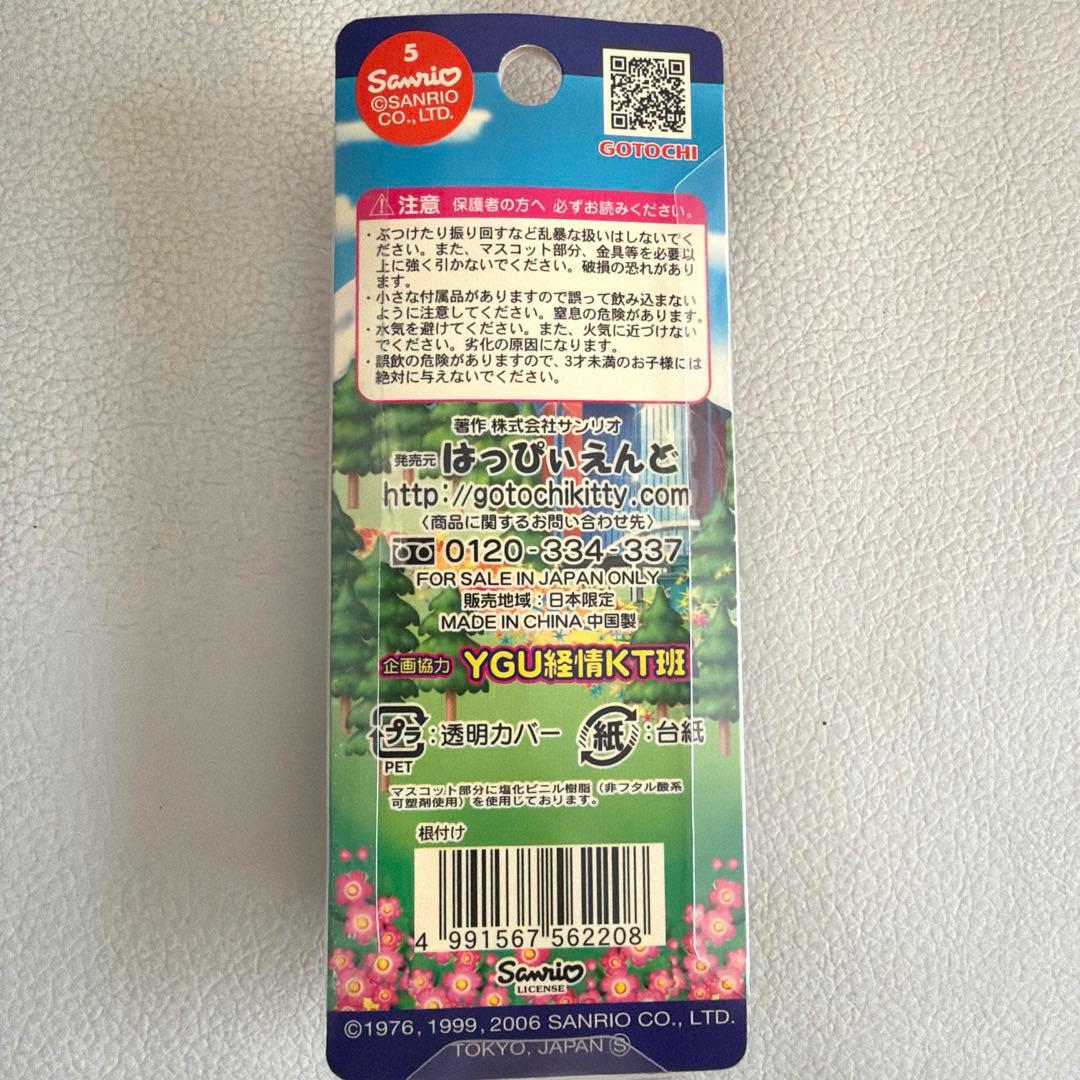 5
Sanrio
©SANRIO
CO., LTD.
GOTOCHI
注意 保護者の方へ 必ずお読みください。
・ぶつけたり振り回すなど乱暴な扱いはしないでく
ださい。また、マスコット部分、金具等を必要以
上に強く引かないでください。破損の恐れがあり
ます。
・小さな付属品がありますので誤って飲み込まない
ように注意してください。窒息の危険があります。
・水気を避けてください。また、火気に近づけない
でください。劣化の原因になります。
・誤飲の危険がありますので、3才未満のお子様には
絶対に与えないでください。
著作 株式会社サンリオ
発売元 はっぴぃえんど
http://gotochikitty.com
〈商品に関するお問い合わせ先〉
0120-334-337
FOR SALE IN JAPAN ONLY
販売地域：日本限定
MADE IN CHINA 中国製
企画協力 YGU経情KT班
プラ：透明カバー 紙：台紙
PET
マスコット部分に塩化ビニル樹脂（非フタル酸系
可塑剤使用）を使用しております。
根付け
4 991567 562208
Sanrio
LICENSE
©1976, 1999, 2006 SANRIO CO., LTD.
TOKYO, JAPAN Ⓢ